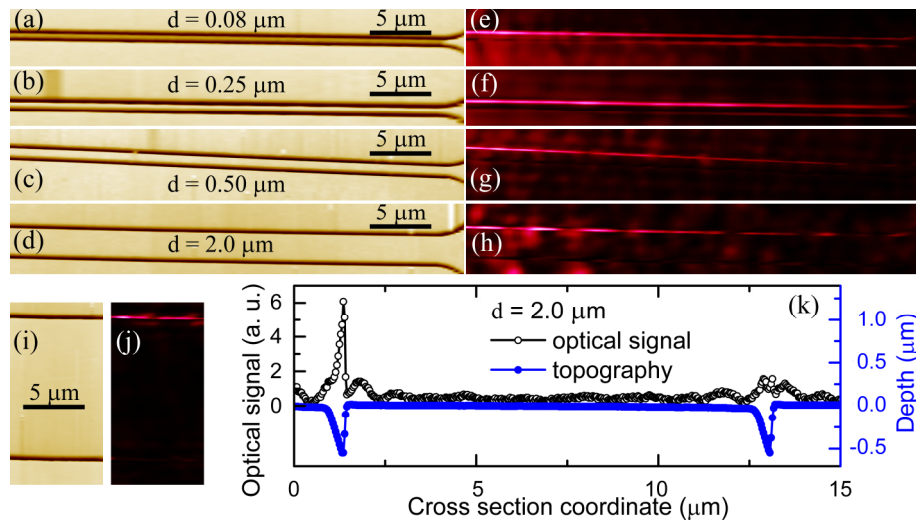 (a) d = 0.08 μm 5 μm (e)
(b) d = 0.25 μm 5 μm (f)
5 μm
(c) d = 0.50 μm (g)
5 μm
(d) d = 2.0 μm (h)
(i) (j)
5 μm
Optical signal (a. u.)
6
4
2
0
d = 2.0 μm (k)
optical signal
topography
1.0
0.5
0.0
-0.5
Depth (μm)
0 5 10 15
Cross section coordinate (μm)